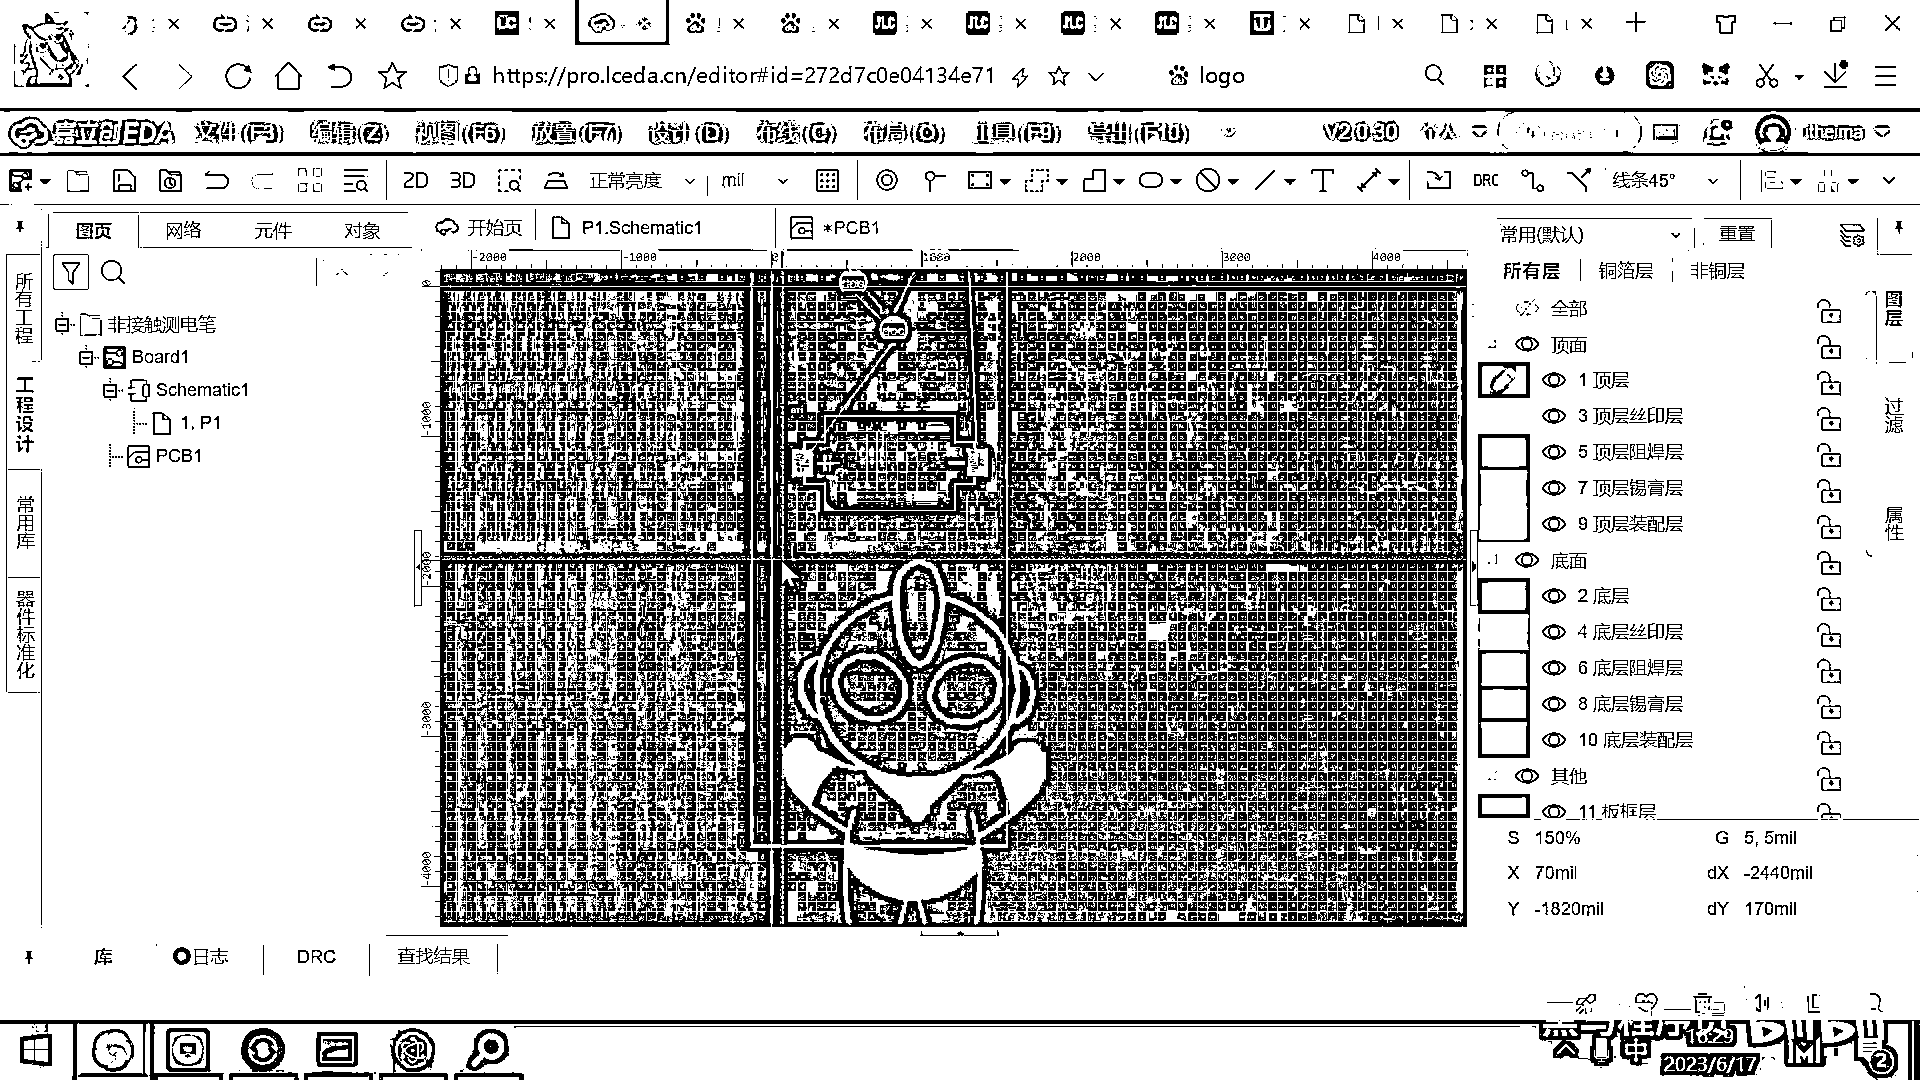 https://pro.lceda.cn/editor#id=272d7c0e04134e71
logo
嘉立创EDA 文件(F3) 编辑(Z) 视图(F6) 放置(F7) 设计(D) 布线(C) 布局(O) 工具(F9) 导出(F10) V2.0.30
2D 3D 正常亮度 mil DRC 线条45°
图页 网络 元件 对象
开始页 P1.Schematic1 *PCB1
常用(默认) 重置
所有层 铜箔层 非铜层
所有工程
工程设计
常用库
器件标准化
非接触测电笔
Board1
Schematic1
1. P1
PCB1
-2000 -1000 0 1000 2000 3000 4000
0
-1000
-2000
-3000
-4000
全部
顶面
1 顶层
3 顶层丝印层
5 顶层阻焊层
7 顶层锡膏层
9 顶层装配层
底面
2 底层
4 底层丝印层
6 底层阻焊层
8 底层锡膏层
10 底层装配层
其他
11 板框层
图层
过滤
属性
S 150% G 5, 5mil
X 70mil dX -2440mil
Y -1820mil dY 170mil
库 日志 DRC 查找结果
中
16:29
2023/6/17
2